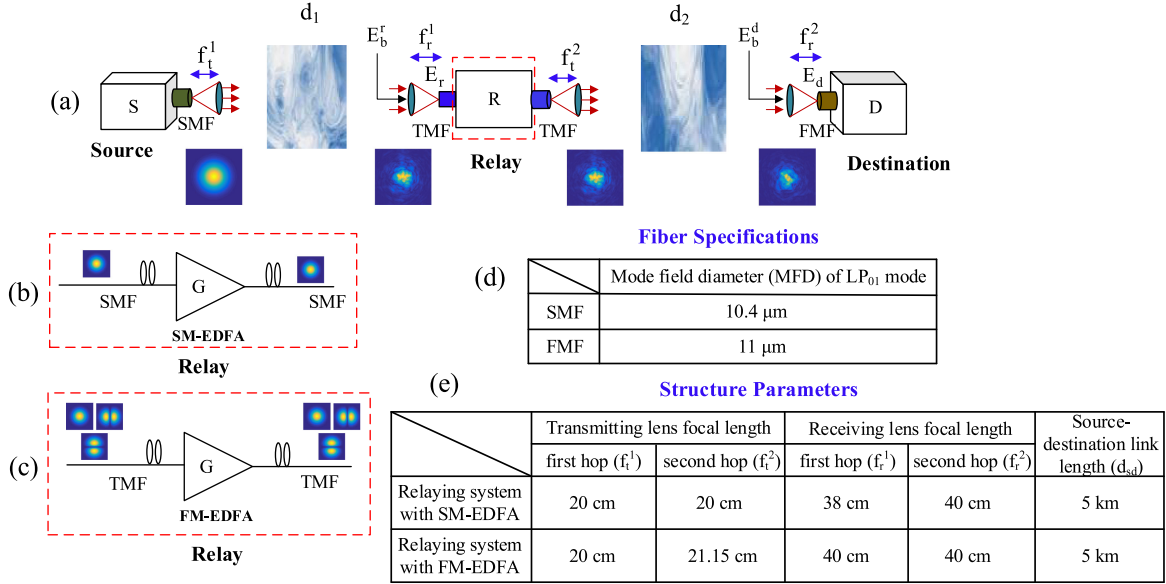 d₁
d₂
E_b^r
f_r^1
E_b^d
f_r^2
f_t^1
E_r
f_t^2
E_d
(a)
S
R
D
SMF
TMF
TMF
FMF
Source
Relay
Destination
(b)
SMF
G
SMF
SM-EDFA
Relay
(c)
TMF
G
TMF
FM-EDFA
Relay
Fiber Specifications
(d)
Mode field diameter (MFD) of LP₀₁ mode
SMF 10.4 μm
FMF 11 μm
(e)
Structure Parameters
Transmitting lens focal length Receiving lens focal length Source-
destination link
length (d_sd)
first hop (f_t^1) second hop (f_t^2) first hop (f_r^1) second hop (f_r^2)
Relaying system
with SM-EDFA 20 cm 20 cm 38 cm 40 cm 5 km
Relaying system
with FM-EDFA 20 cm 21.15 cm 40 cm 40 cm 5 km